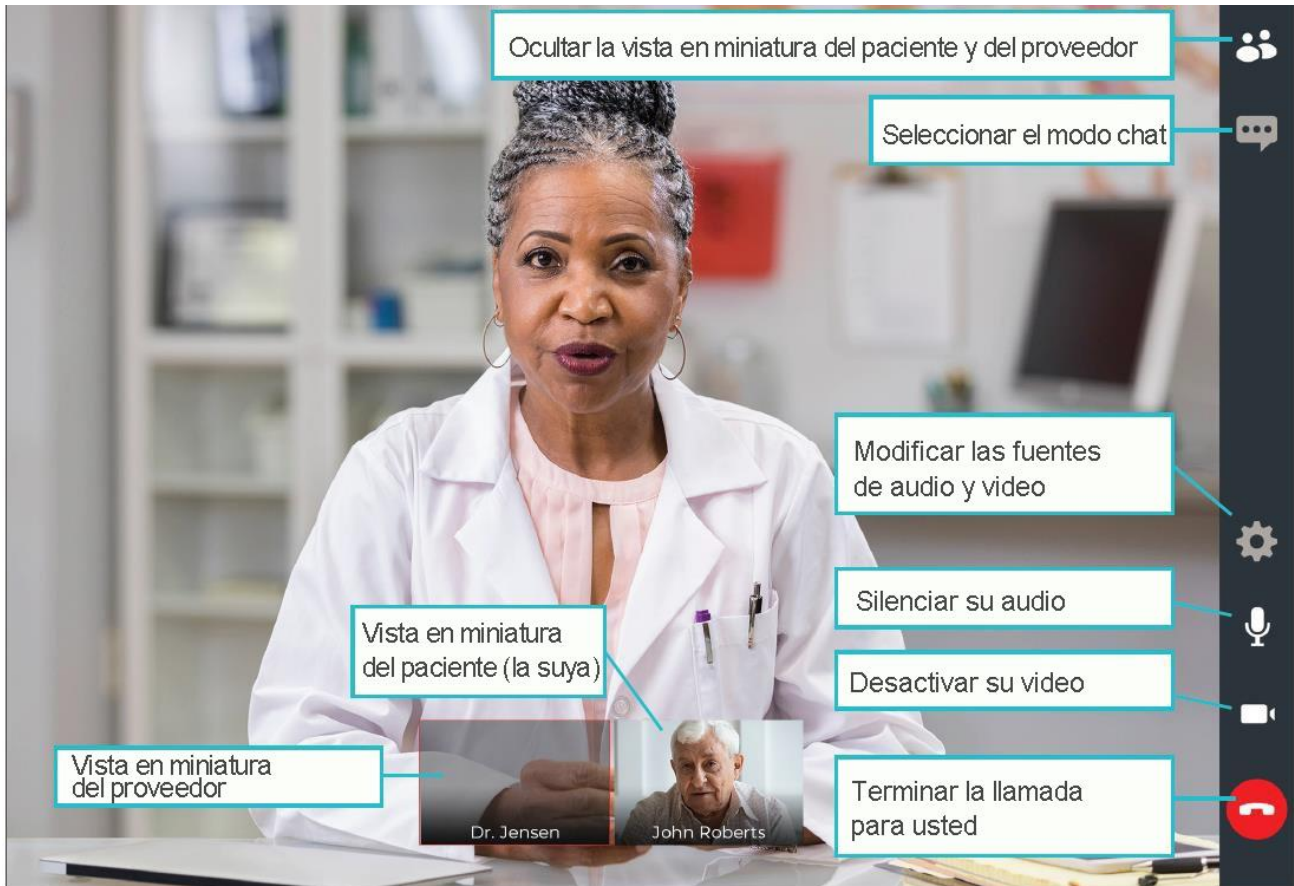 Ocultar la vista en miniatura del paciente y del proveedor
Seleccionar el modo chat
Modificar las fuentes
de audio y video
Silenciar su audio
Vista en miniatura
del paciente (la suya)
Desactivar su video
Vista en miniatura
del proveedor
Terminar la llamada
para usted
Dr. Jensen
John Roberts